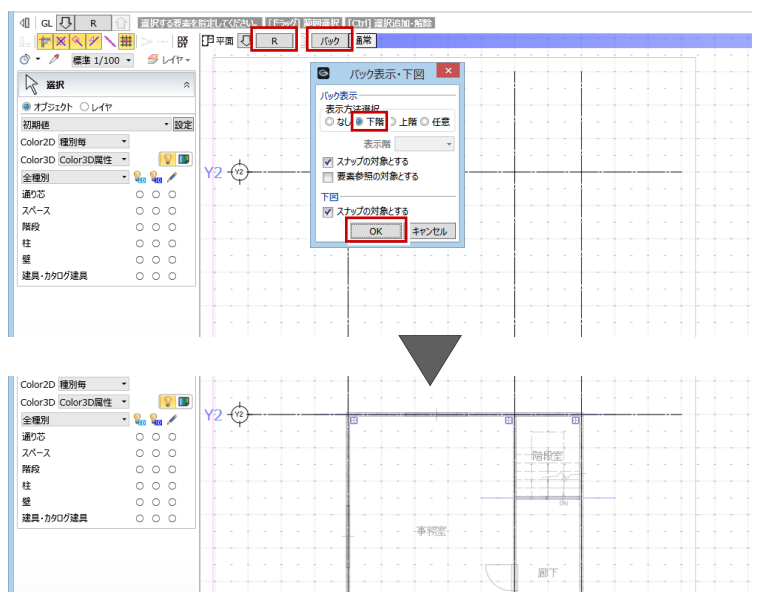 GL R 選択する要素を指定してください。 [ドラッグ] 範囲選択 [Ctrl] 選択追加・解除
平面 R バック 通常
標準 1/100 レイヤ
選択
オブジェクト レイヤ
初期値 設定
Color2D 種別毎
Color3D Color3D属性
全種別
通り芯
スペース
階段
柱
壁
建具・カタログ建具
Y2 Y2
バック表示・下図
バック表示
表示方法選択
なし 下階 上階 任意
表示階
スナップの対象とする
要素参照の対象とする
下図
スナップの対象とする
OK キャンセル
Color2D 種別毎
Color3D Color3D属性
全種別
通り芯
スペース
階段
柱
壁
建具・カタログ建具
Y2 Y2
階段室
事務室
廊下